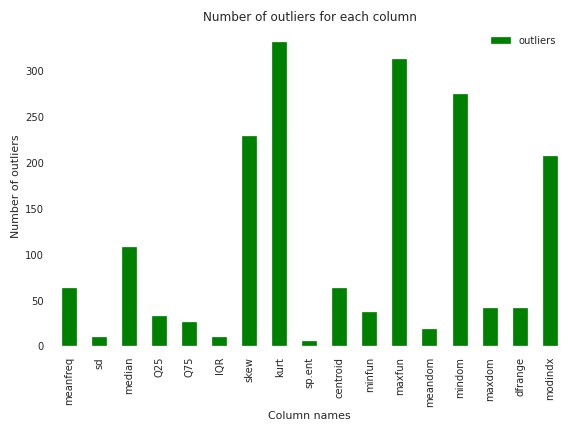 Number of outliers for each column
outliers
Number of outliers
300
250
200
150
100
50
0
meanfreq
sd
median
Q25
Q75
IQR
skew
kurt
sp.ent
centroid
minfun
maxfun
meandom
mindom
maxdom
dfrange
modindx
Column names